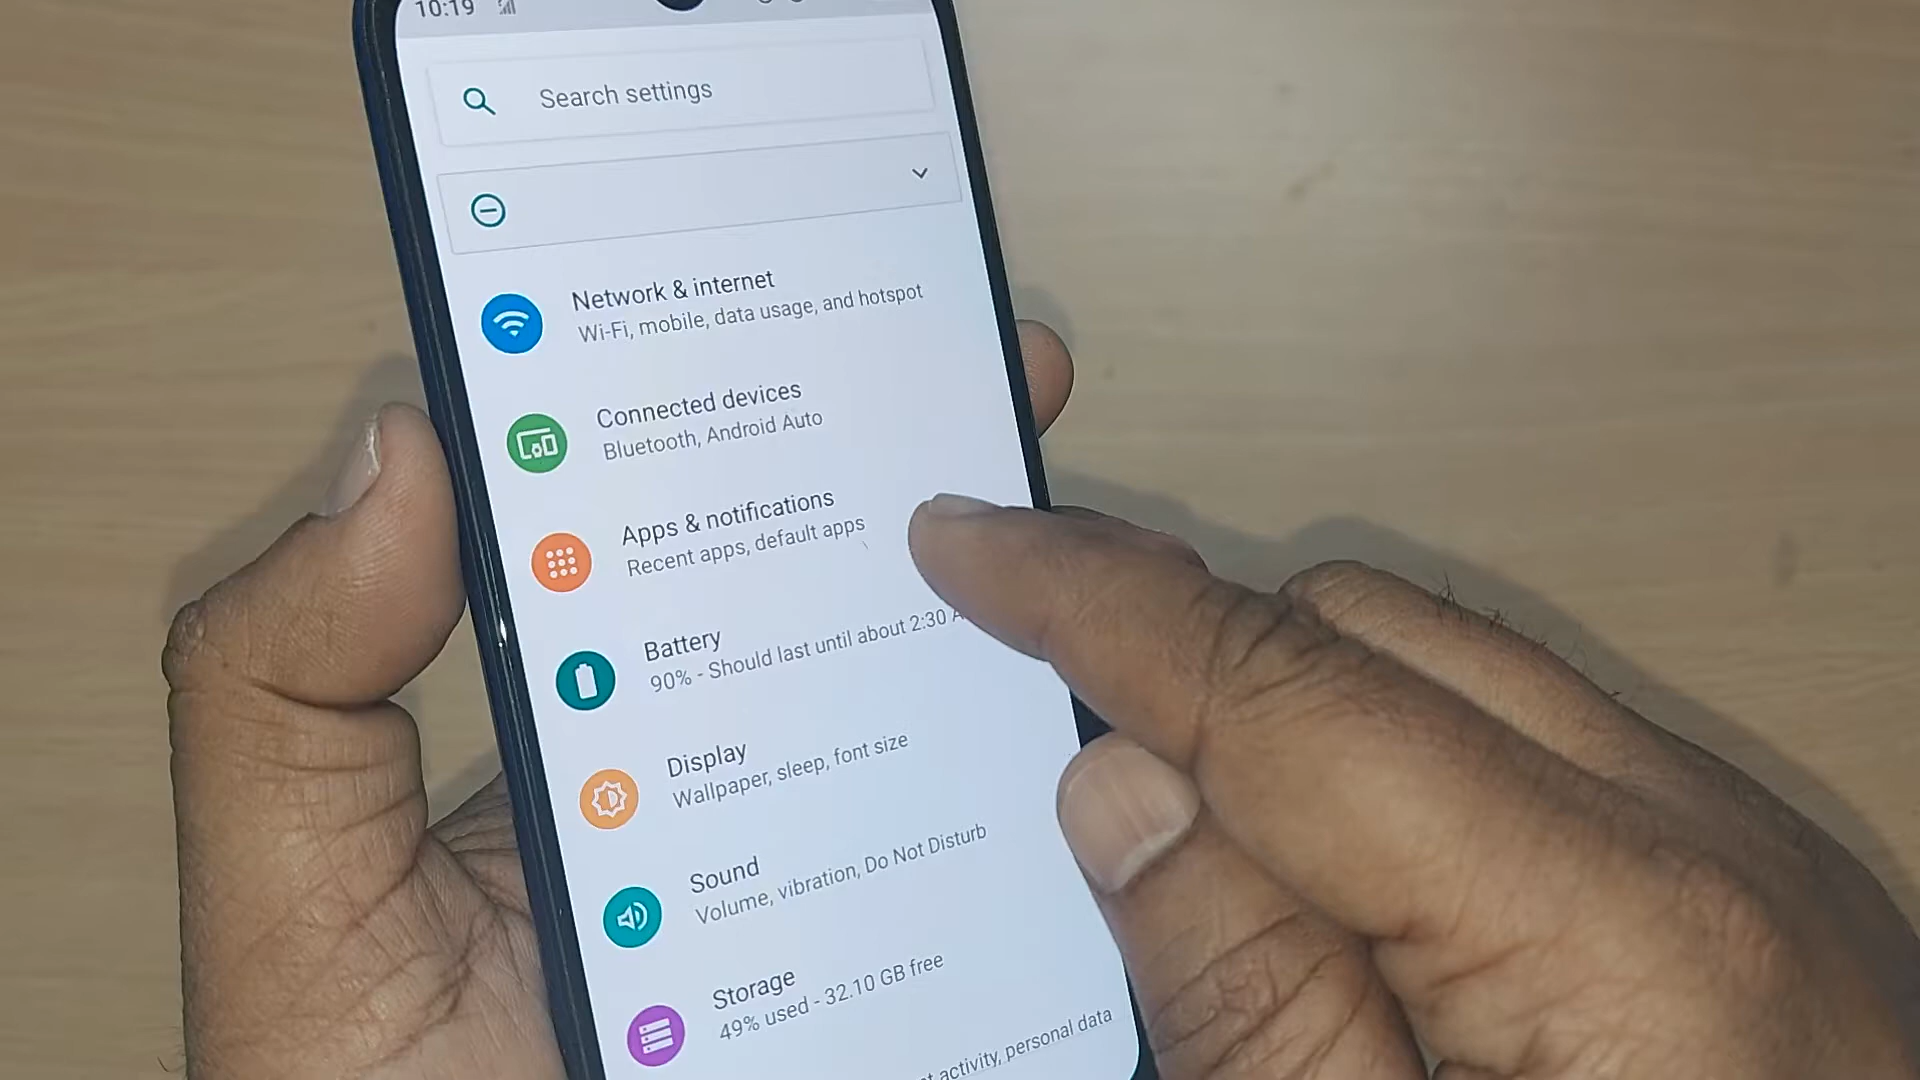 10:19
Search settings
Network & internet
Wi-Fi, mobile, data usage, and hotspot
Connected devices
Bluetooth, Android Auto
Apps & notifications
Recent apps, default apps
Battery
90% - Should last until about 2:30
Display
Wallpaper, sleep, font size
Sound
Volume, vibration, Do Not Disturb
Storage
49% used - 32.10 GB free
activity, personal data